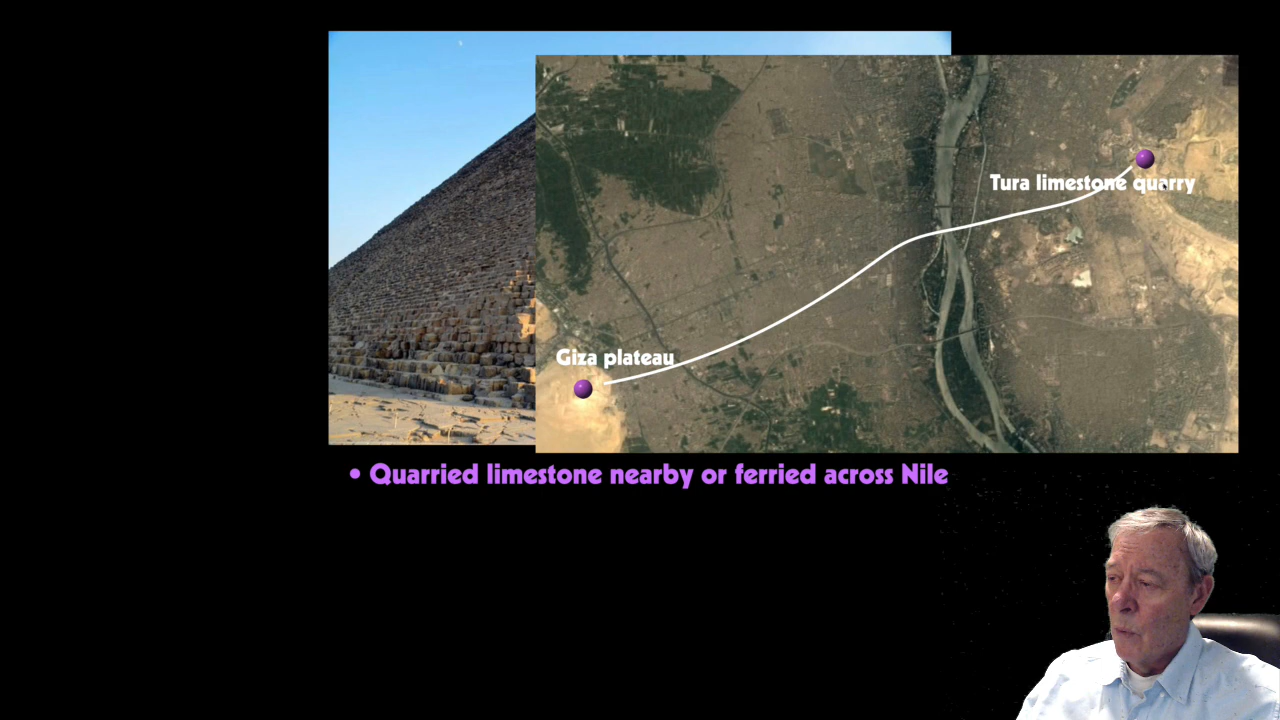 Tura limestone quarry
Giza plateau
• Quarried limestone nearby or ferried across Nile